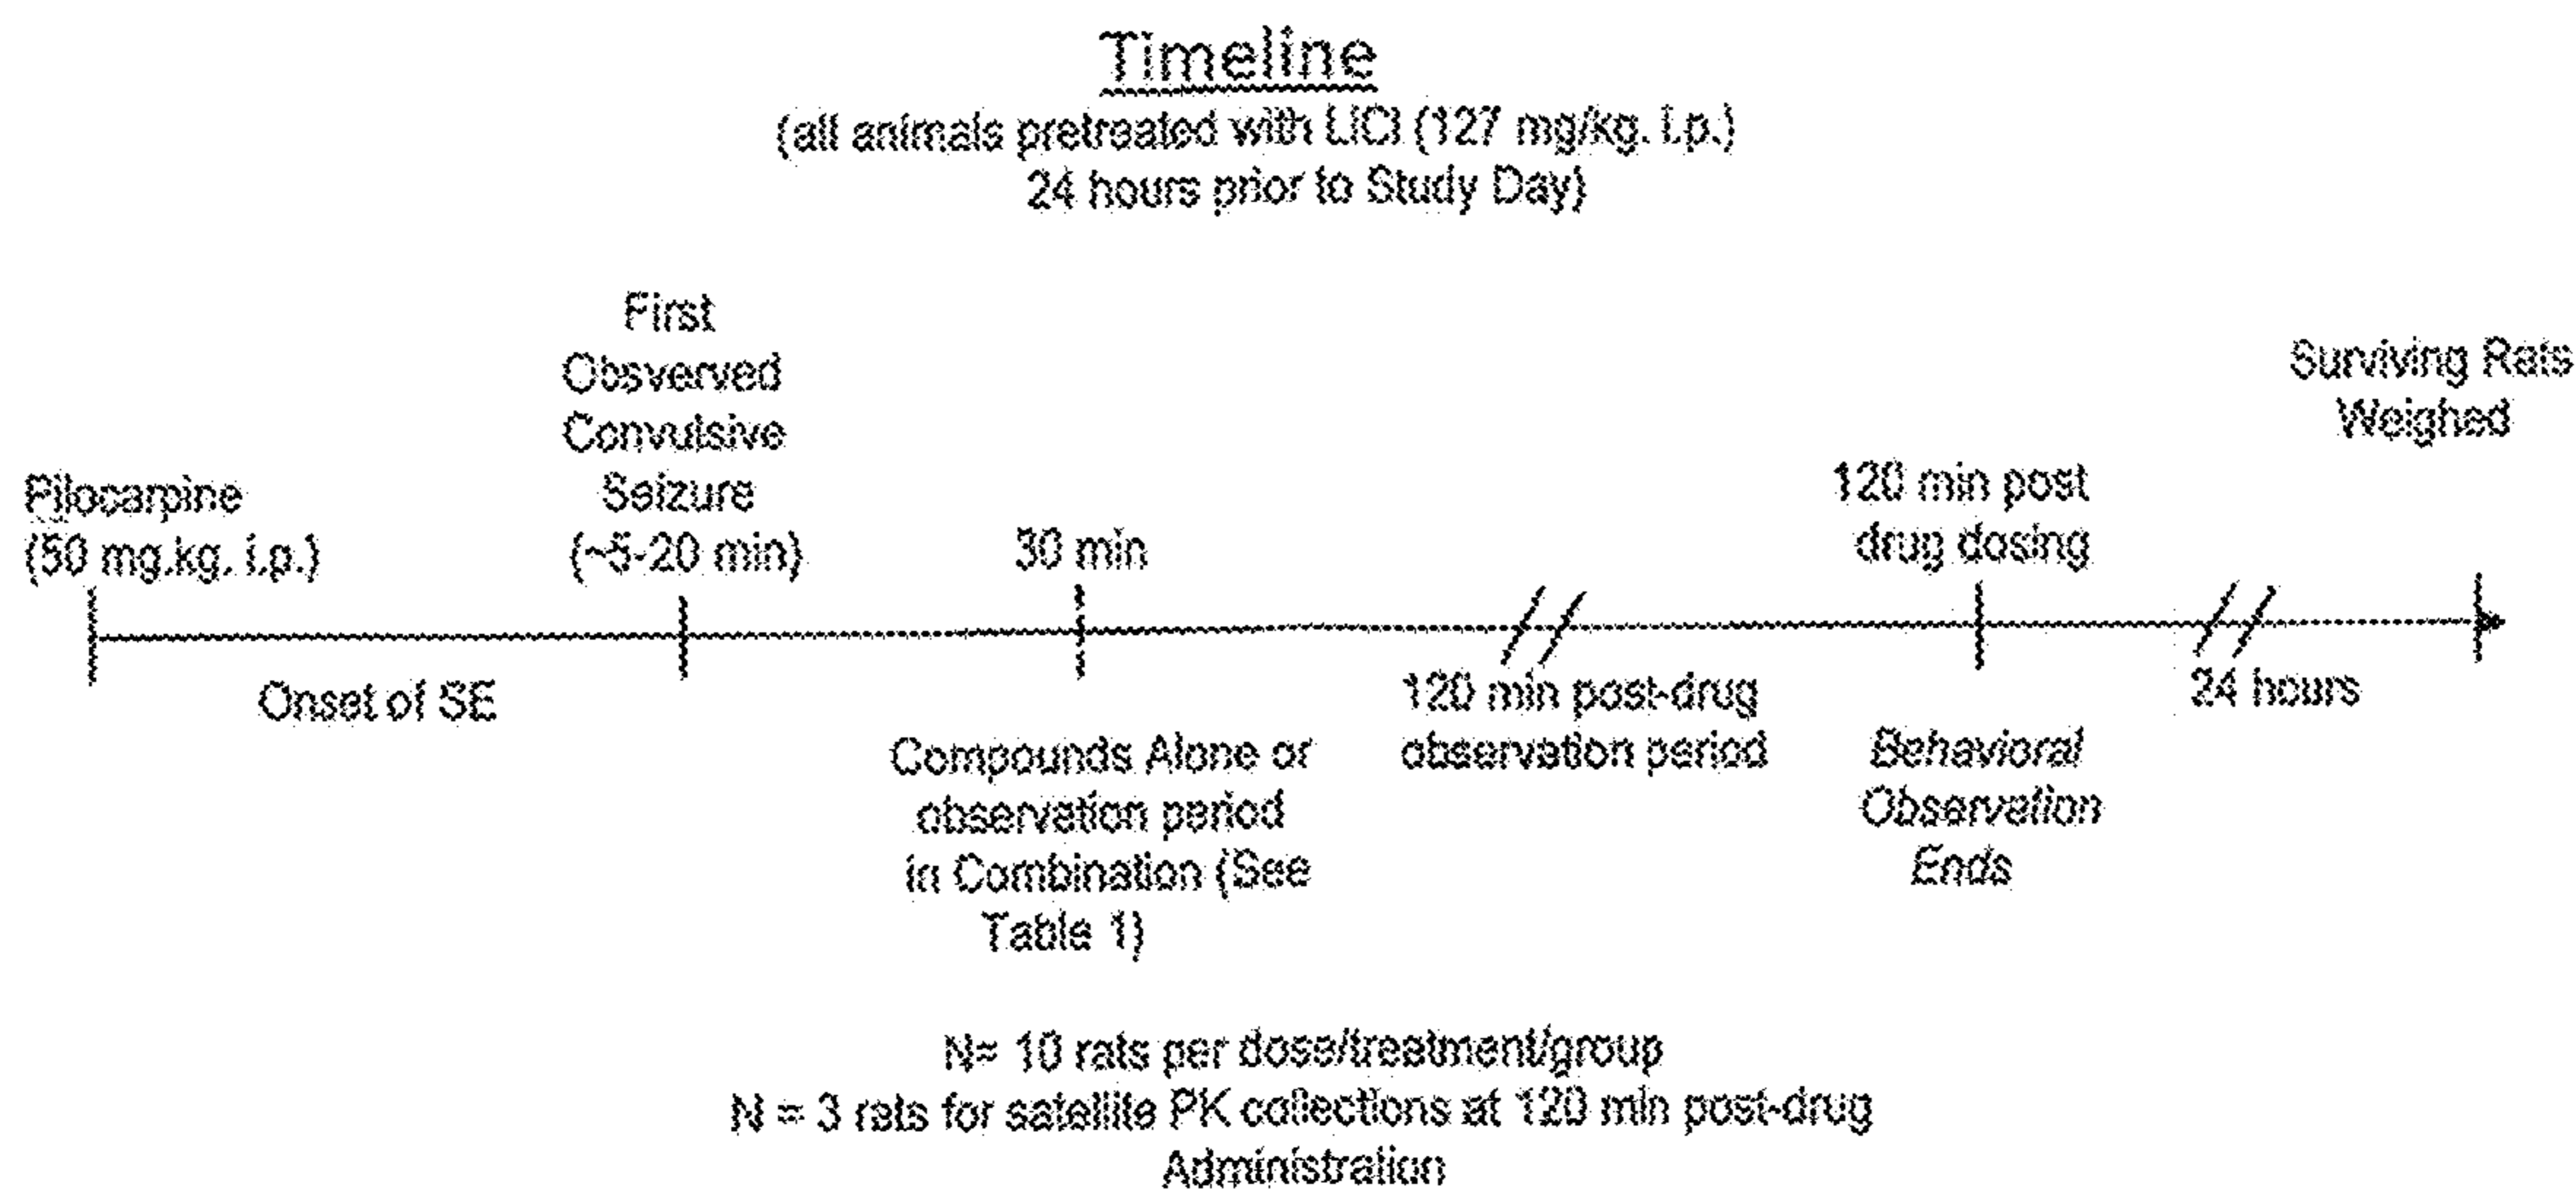 Timeline
(all animals pretreated with LiCl (127 mg/kg. i.p.)
24 hours prior to Study Day)
First
Obsverved
Convulsive
Seizure
(~5-20 min)
Pilocarpine
(50 mg.kg. i.p.)
30 min
120 min post
drug dosing
Surviving Rats
Weighed
Onset of SE
Compounds Alone or
observation period
in Combination (See
Table 1)
120 min post-drug
observation period
Behavioral
Observation
Ends
24 hours
N= 10 rats per dose/treatment/group
N = 3 rats for satellite PK collections at 120 min post-drug
Administration